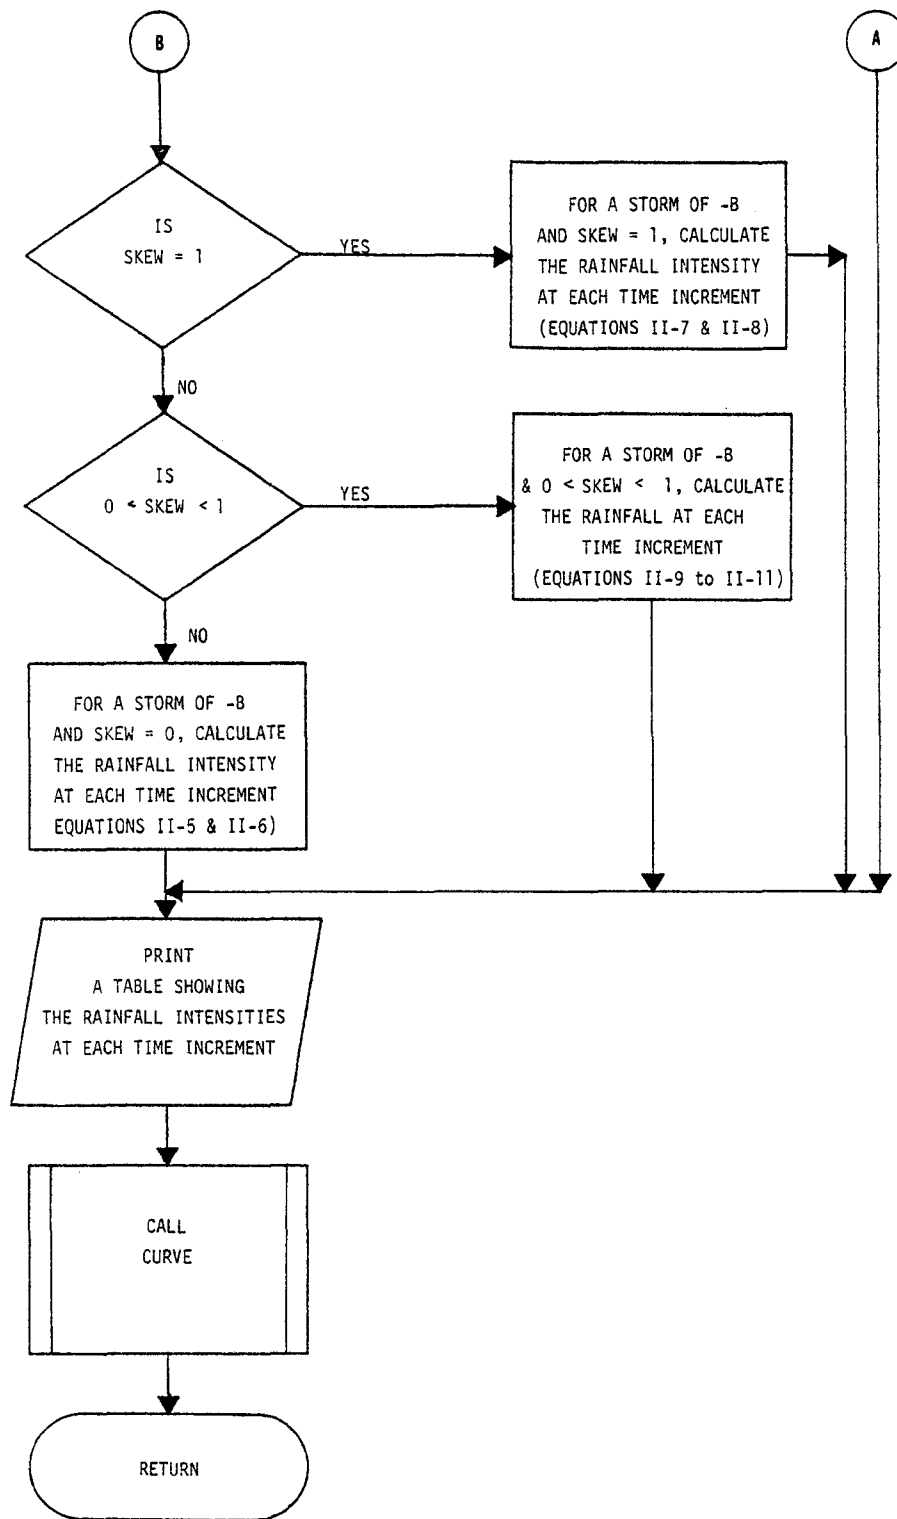 B
A
IS
SKEW = 1
YES
FOR A STORM OF -B
AND SKEW = 1, CALCULATE
THE RAINFALL INTENSITY
AT EACH TIME INCREMENT
(EQUATIONS II-7 & II-8)
NO
IS
0 < SKEW < 1
YES
FOR A STORM OF -B
& 0 < SKEW < 1, CALCULATE
THE RAINFALL AT EACH
TIME INCREMENT
(EQUATIONS II-9 to II-11)
NO
FOR A STORM OF -B
AND SKEW = 0, CALCULATE
THE RAINFALL INTENSITY
AT EACH TIME INCREMENT
EQUATIONS II-5 & II-6)
PRINT
A TABLE SHOWING
THE RAINFALL INTENSITIES
AT EACH TIME INCREMENT
CALL
CURVE
RETURN